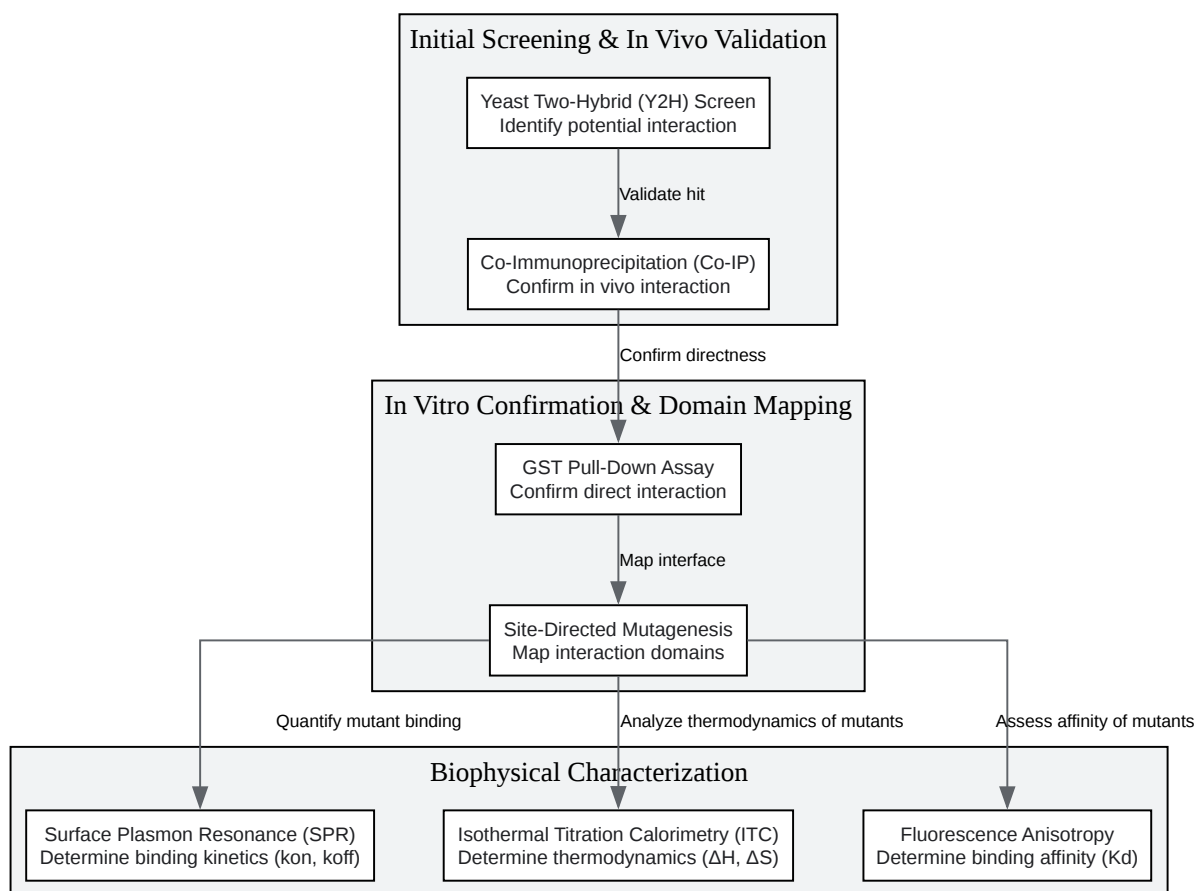 Initial Screening & In Vivo Validation
Yeast Two-Hybrid (Y2H) Screen
Identify potential interaction
Validate hit
Co-Immunoprecipitation (Co-IP)
Confirm in vivo interaction
Confirm directness
In Vitro Confirmation & Domain Mapping
GST Pull-Down Assay
Confirm direct interaction
Map interface
Site-Directed Mutagenesis
Map interaction domains
Quantify mutant binding
Analyze thermodynamics of mutants
Assess affinity of mutants
Biophysical Characterization
Surface Plasmon Resonance (SPR)
Determine binding kinetics (kon, koff)
Isothermal Titration Calorimetry (ITC)
Determine thermodynamics (ΔH, ΔS)
Fluorescence Anisotropy
Determine binding affinity (Kd)